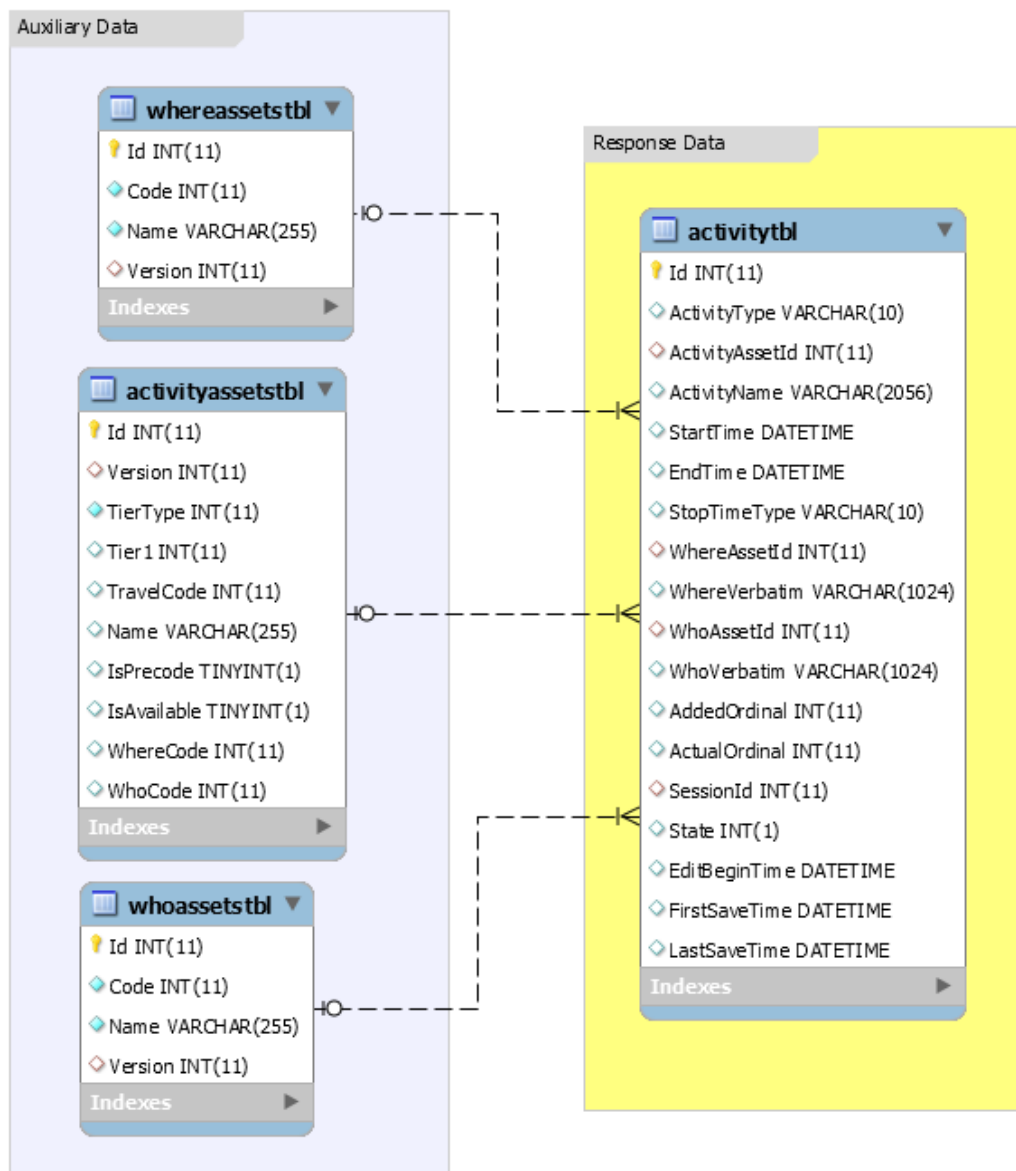 Auxiliary Data
whereassetstbl
Id INT(11)
Code INT(11)
Name VARCHAR(255)
Version INT(11)
Indexes
activityassetstbl
Id INT(11)
Version INT(11)
TierType INT(11)
Tier1 INT(11)
TravelCode INT(11)
Name VARCHAR(255)
IsPrecode TINYINT(1)
IsAvailable TINYINT(1)
WhereCode INT(11)
WhoCode INT(11)
Indexes
whoassetstbl
Id INT(11)
Code INT(11)
Name VARCHAR(255)
Version INT(11)
Indexes
Response Data
activitytbl
Id INT(11)
ActivityType VARCHAR(10)
ActivityAssetId INT(11)
ActivityName VARCHAR(2056)
StartTime DATETIME
EndTime DATETIME
StopTimeType VARCHAR(10)
WhereAssetId INT(11)
WhereVerbatim VARCHAR(1024)
WhoAssetId INT(11)
WhoVerbatim VARCHAR(1024)
AddedOrdinal INT(11)
ActualOrdinal INT(11)
SessionId INT(11)
State INT(1)
EditBeginTime DATETIME
FirstSaveTime DATETIME
LastSaveTime DATETIME
Indexes